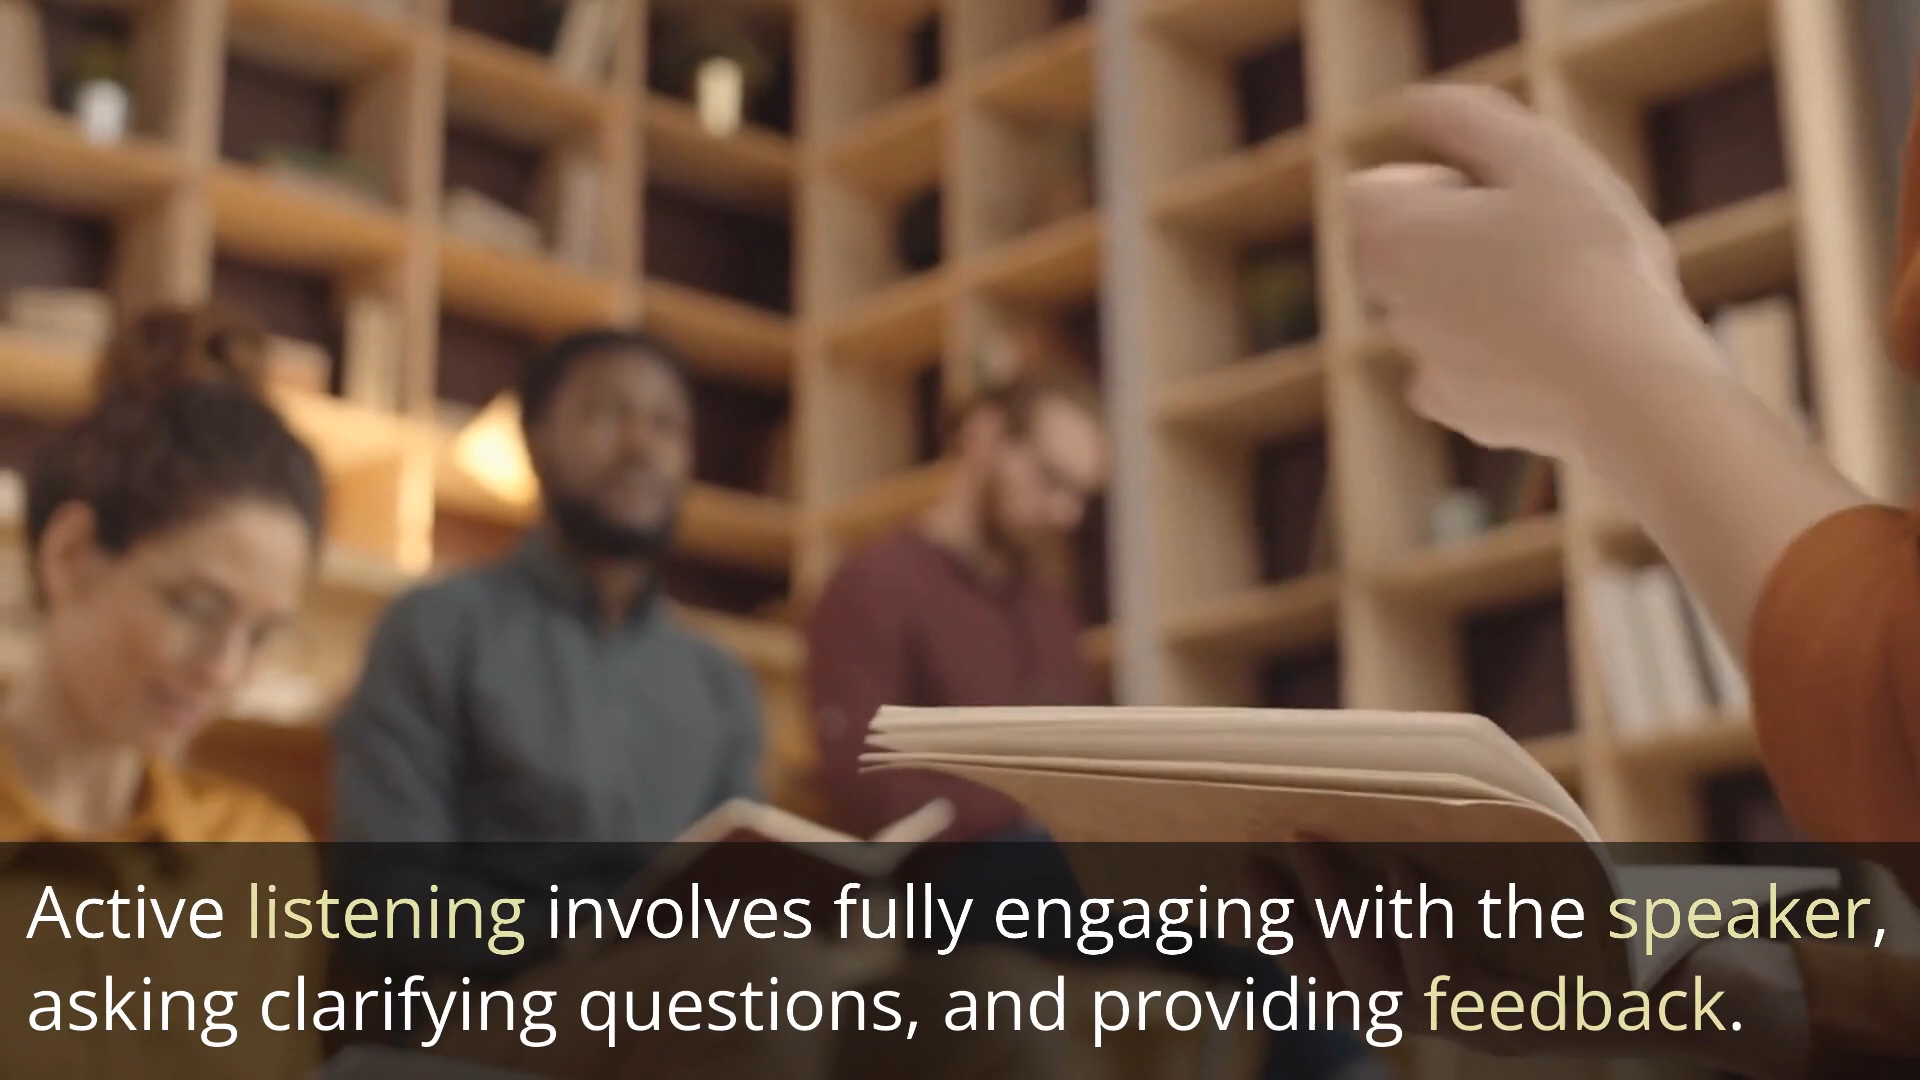 Active listening involves fully engaging with the speaker,
asking clarifying questions, and providing feedback.